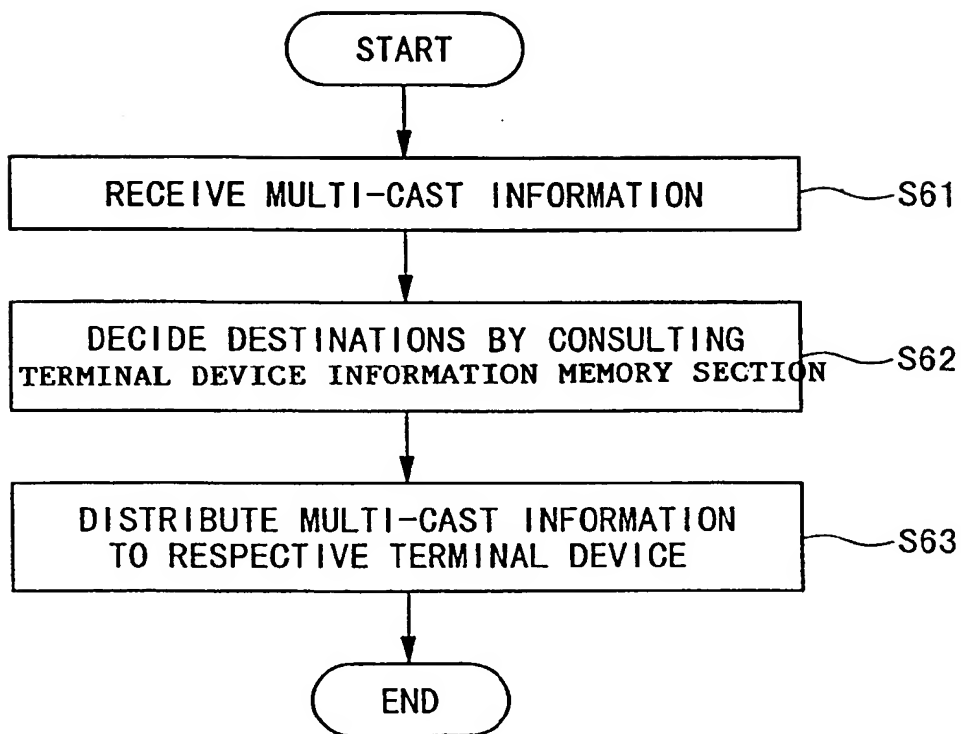 START
RECEIVE MULTI-CAST INFORMATION
S61
DECIDE DESTINATIONS BY CONSULTING
TERMINAL DEVICE INFORMATION MEMORY SECTION
S62
DISTRIBUTE MULTI-CAST INFORMATION
TO RESPECTIVE TERMINAL DEVICE
S63
END